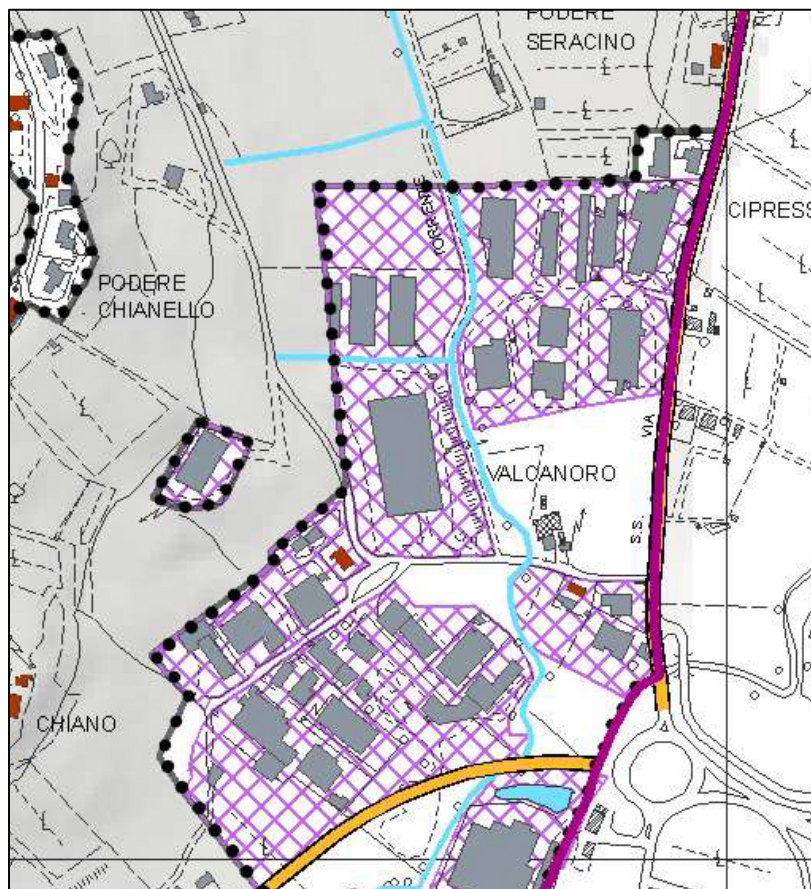 PODERE
SERACINO
TORRENTE
CIPRESS
PODERE
CHIANELLO
VIA
VALCANORO
S.S.
CHIANO